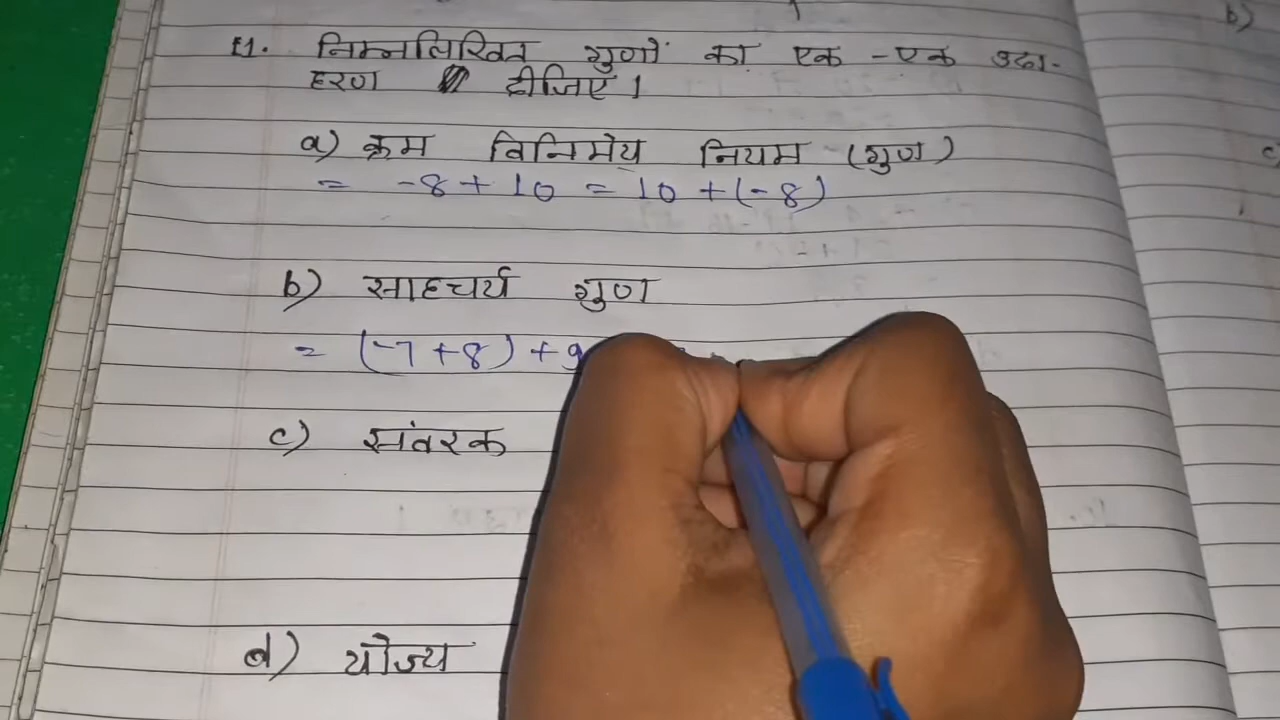 11. निम्नलिखित गुणों का एक -एक उदा-
हरण दीजिए।
a) क्रम विनिमेय नियम (गुण)
= -8 + 10 = 10 + (-8)
b) साहचर्य गुण
= (-7 + 8) + 9
c) संवरक
d) योज्य
b)
c